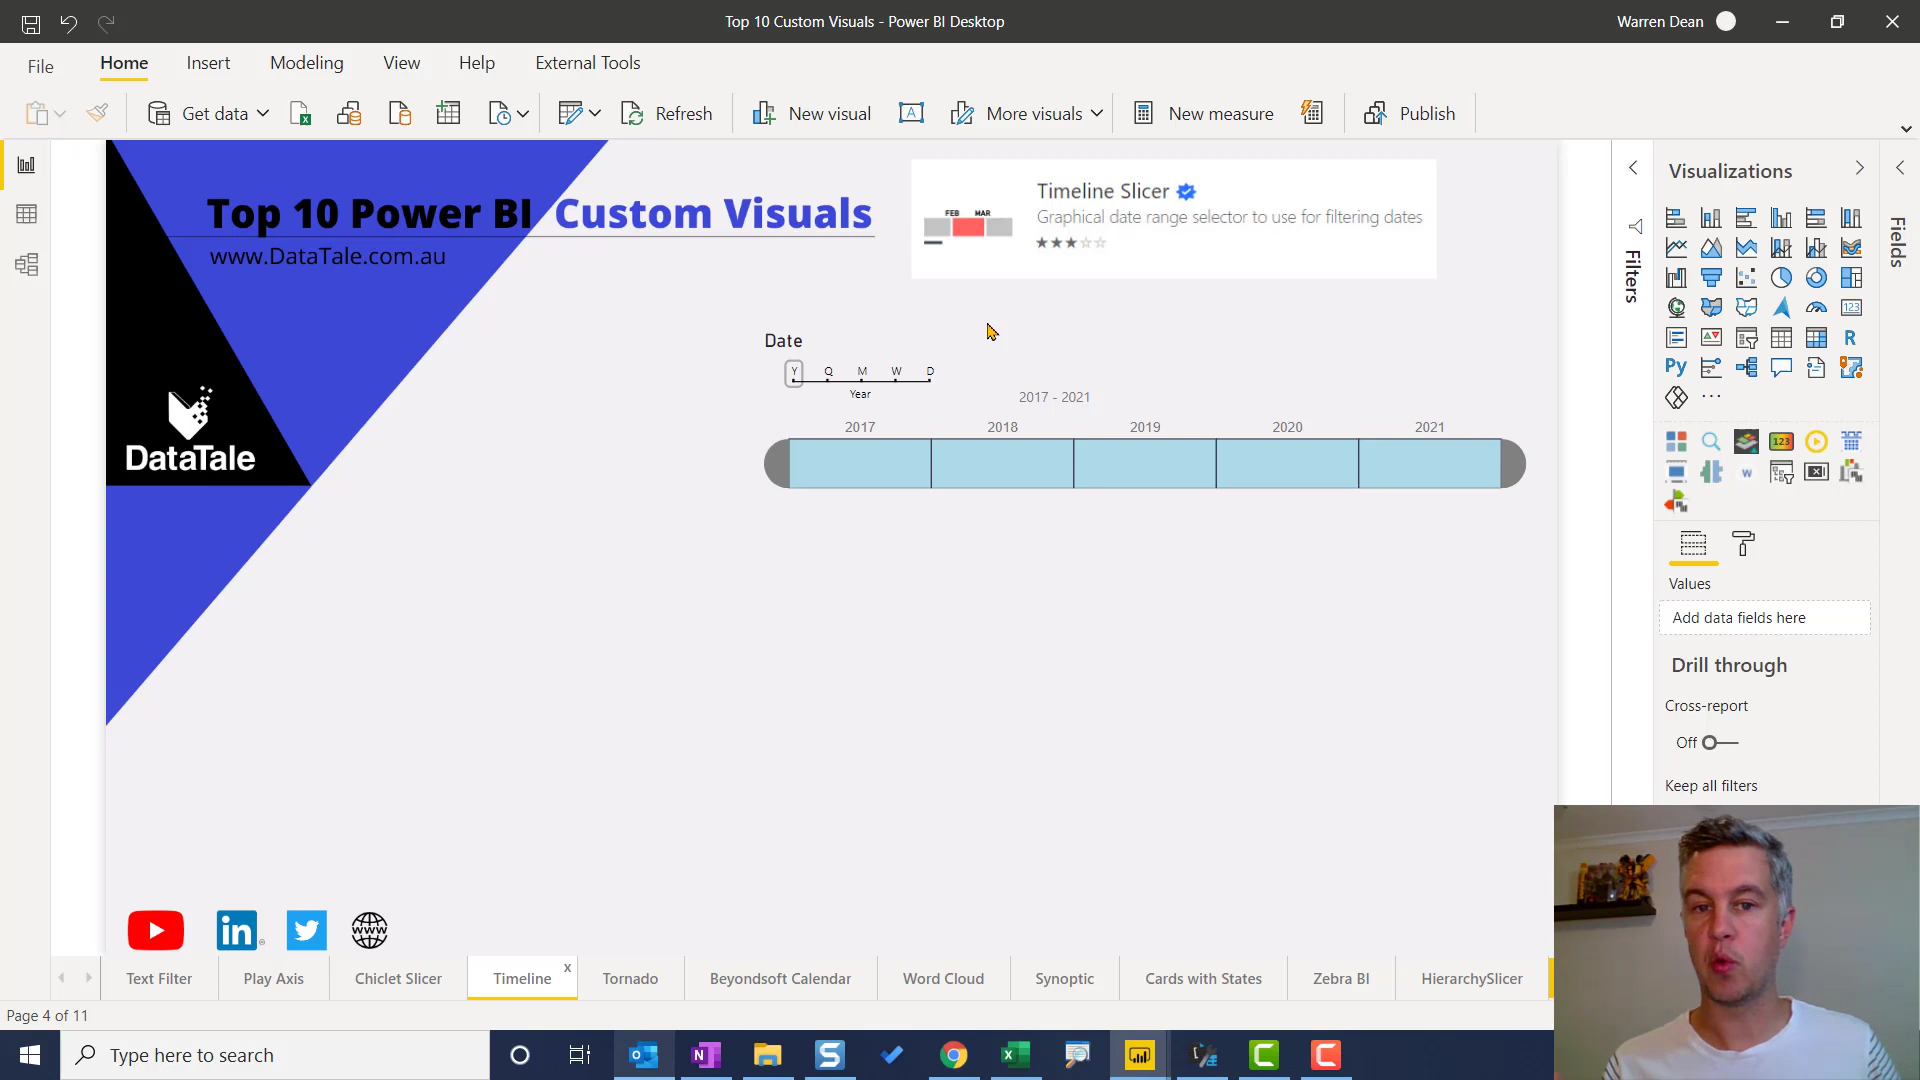 Top 10 Custom Visuals - Power BI Desktop
Warren Dean
File
Home
Insert
Modeling
View
Help
External Tools
Get data
Refresh
New visual
More visuals
New measure
Publish
Top 10 Power BI Custom Visuals
www.DataTale.com.au
DataTale
FEB MAR
Timeline Slicer
Graphical date range selector to use for filtering dates
Date
Y Q M W D
Year
2017 - 2021
2017 2018 2019 2020 2021
Filters
Visualizations
Fields
123
R
Py
123
W
Values
Add data fields here
Drill through
Cross-report
Off
Keep all filters
in
www
Text Filter
Play Axis
Chiclet Slicer
Timeline
x
Tornado
Beyondsoft Calendar
Word Cloud
Synoptic
Cards with States
Zebra BI
HierarchySlicer
Page 4 of 11
Type here to search